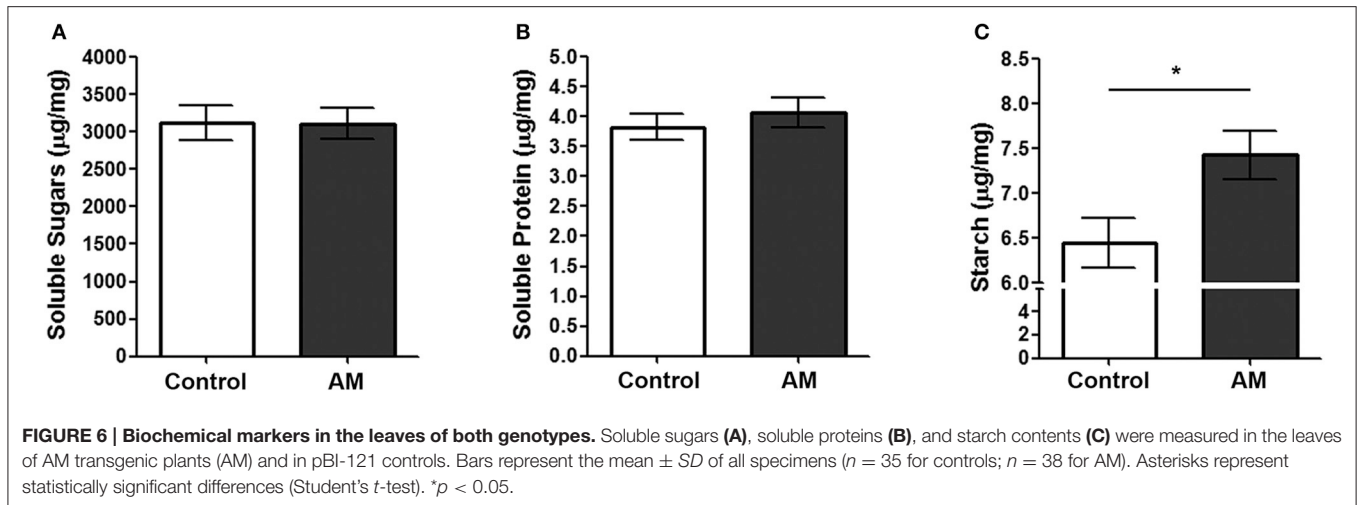 A
Soluble Sugars (µg/mg)
4000
3500
3000
2500
2000
1500
1000
500
0
Control AM
B
Soluble Protein (µg/mg)
5.0
4.5
4.0
3.5
3.0
2.5
2.0
1.5
1.0
0.5
0.0
Control AM
C
Starch (µg/mg)
8.5
8.0
7.5
7.0
6.5
6.0
4
2
0
*
Control AM
FIGURE 6 | Biochemical markers in the leaves of both genotypes. Soluble sugars (A), soluble proteins (B), and starch contents (C) were measured in the leaves
of AM transgenic plants (AM) and in pBI-121 controls. Bars represent the mean ± SD of all specimens (n = 35 for controls; n = 38 for AM). Asterisks represent
statistically significant differences (Student's t-test). *p < 0.05.